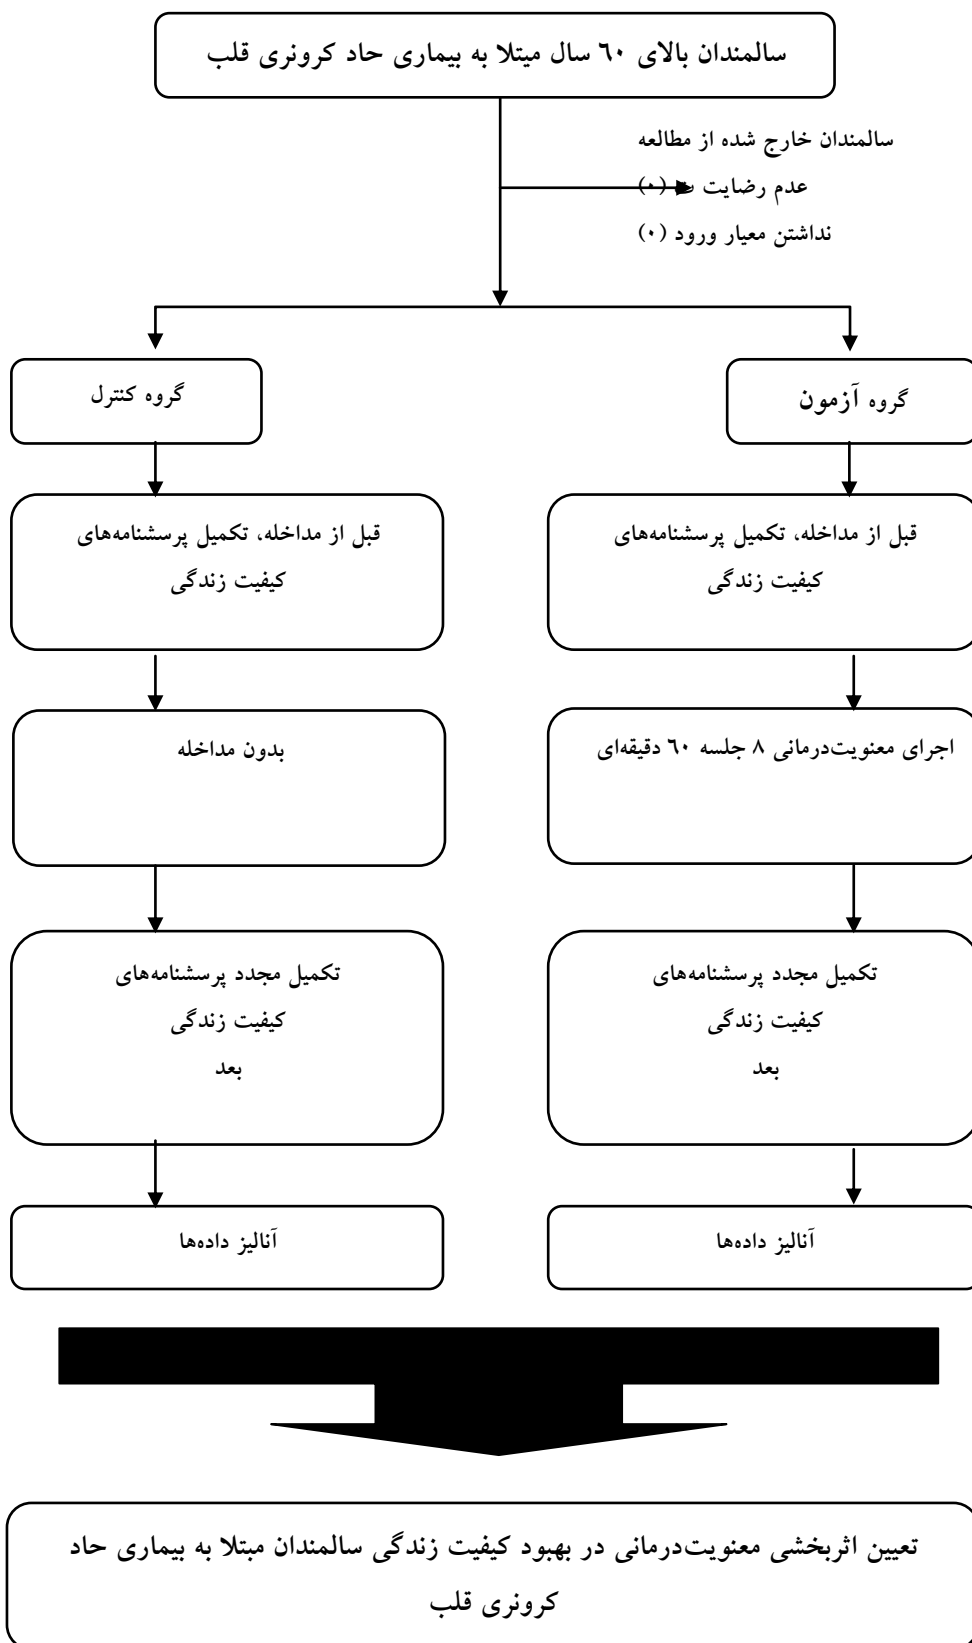 سالمندان بالای ٦٠ سال میتلا به بیماری حاد کرونری قلب
سالمندان خارج شده از مطالعه
عدم رضایت (٠)
نداشتن معیار ورود (٠)
گروه آزمون
گروه کنترل
قبل از مداخله، تکمیل پرسشنامه‌های
کیفیت زندگی
قبل از مداخله، تکمیل پرسشنامه‌های
کیفیت زندگی
اجرای معنویت‌درمانی ٨ جلسه ٦٠ دقیقه‌ای
بدون مداخله
تکمیل مجدد پرسشنامه‌های
کیفیت زندگی
بعد
تکمیل مجدد پرسشنامه‌های
کیفیت زندگی
بعد
آنالیز داده‌ها
آنالیز داده‌ها
تعیین اثربخشی معنویت‌درمانی در بهبود کیفیت زندگی سالمندان مبتلا به بیماری حاد
کرونری قلب